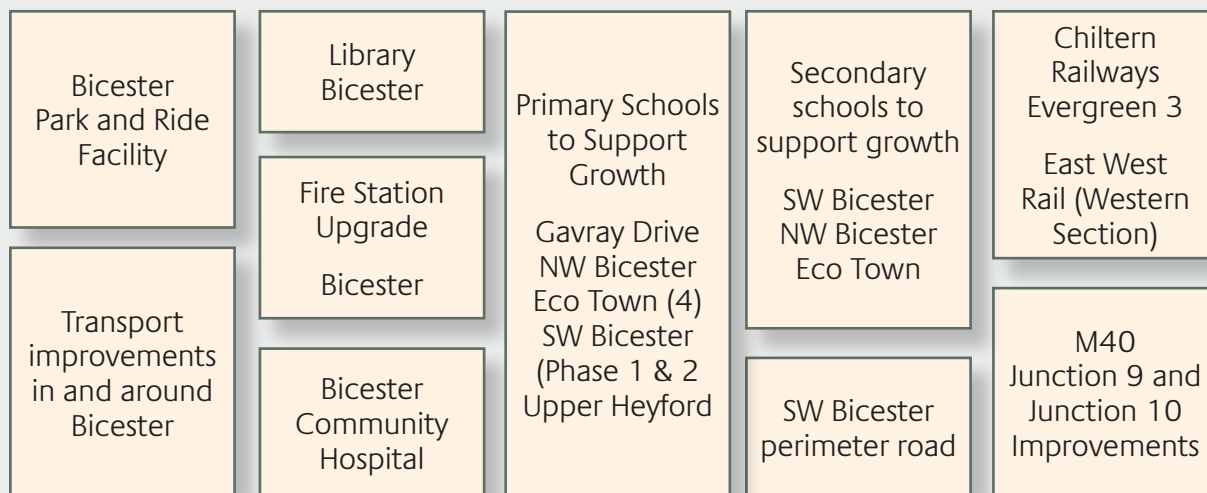 Bicester
Park and Ride
Facility
Transport
improvements
in and around
Bicester
Library
Bicester
Fire Station
Upgrade
Bicester
Bicester
Community
Hospital
Primary Schools
to Support
Growth
Gavray Drive
NW Bicester
Eco Town (4)
SW Bicester
(Phase 1 & 2
Upper Heyford
Secondary
schools to
support growth
SW Bicester
NW Bicester
Eco Town
SW Bicester
perimeter road
Chiltern
Railways
Evergreen 3
East West
Rail (Western
Section)
M40
Junction 9 and
Junction 10
Improvements